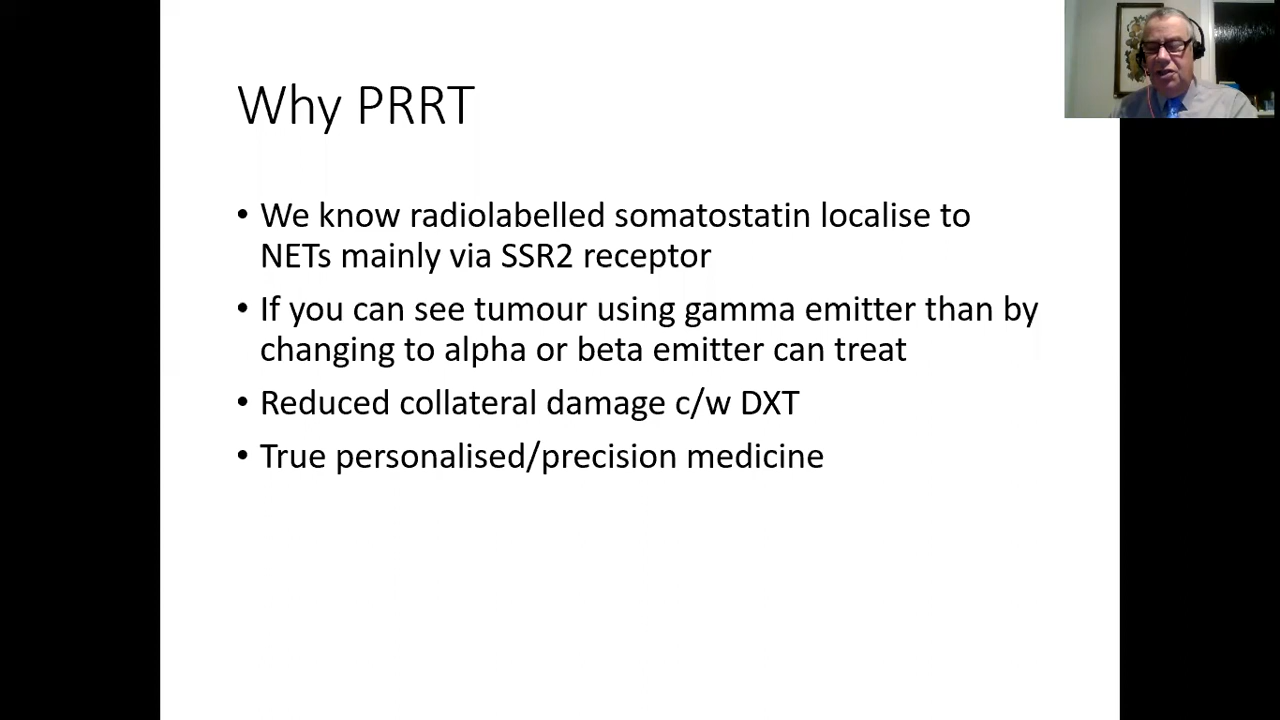 Why PRRT
• We know radiolabelled somatostatin localise to
NETs mainly via SSR2 receptor
• If you can see tumour using gamma emitter than by
changing to alpha or beta emitter can treat
• Reduced collateral damage c/w DXT
• True personalised/precision medicine